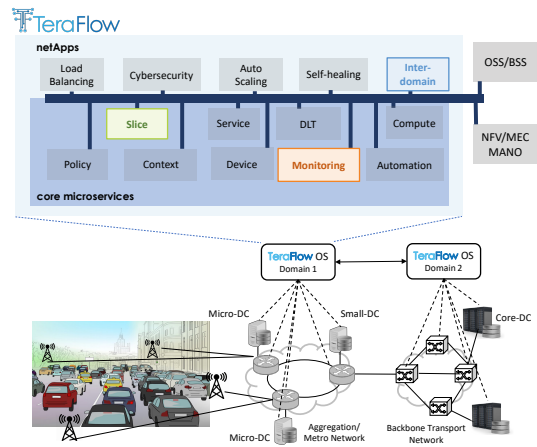 TeraFlow
netApps
Load
Balancing
Cybersecurity
Auto
Scaling
Self-healing
Inter-
domain
OSS/BSS
Slice
Service
DLT
Compute
NFV/MEC
MANO
Policy
Context
Device
Monitoring
Automation
core microservices
TeraFlow OS
Domain 1
TeraFlow OS
Domain 2
Micro-DC
Small-DC
Core-DC
Micro-DC
Aggregation/
Metro Network
Backbone Transport
Network